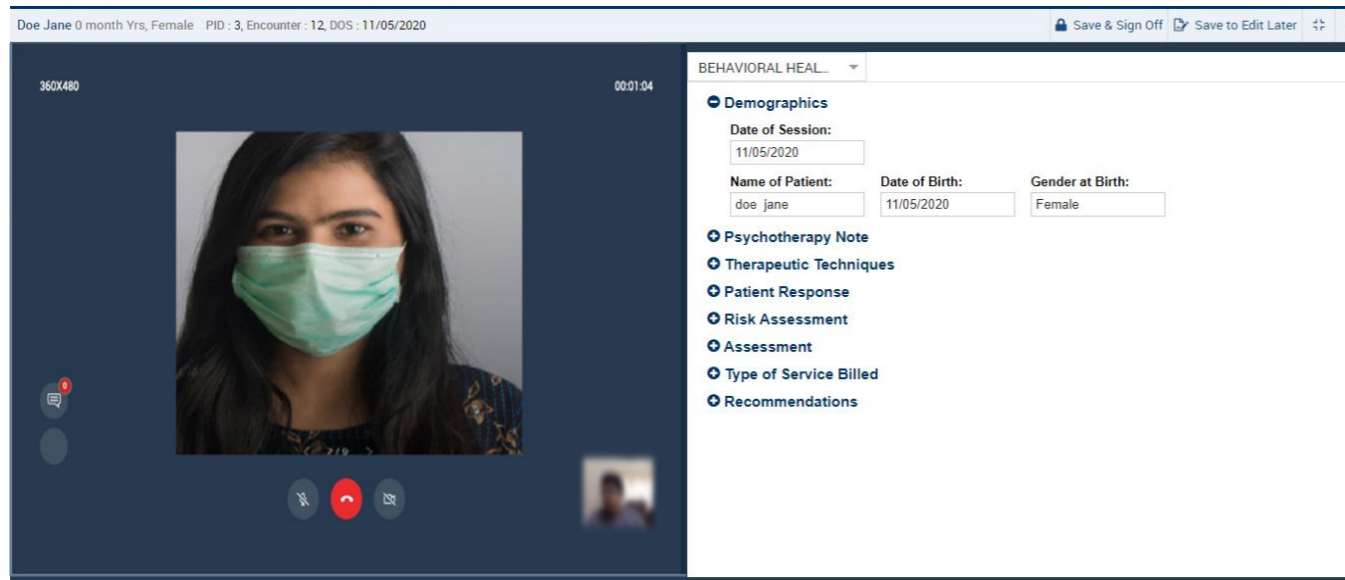 Doe Jane 0 month Yrs, Female PID : 3, Encounter : 12, DOS : 11/05/2020 Save & Sign Off Save to Edit Later
360X480 00:01:04
0
BEHAVIORAL HEAL...
Demographics
Date of Session:
11/05/2020
Name of Patient: Date of Birth: Gender at Birth:
doe jane 11/05/2020 Female
Psychotherapy Note
Therapeutic Techniques
Patient Response
Risk Assessment
Assessment
Type of Service Billed
Recommendations